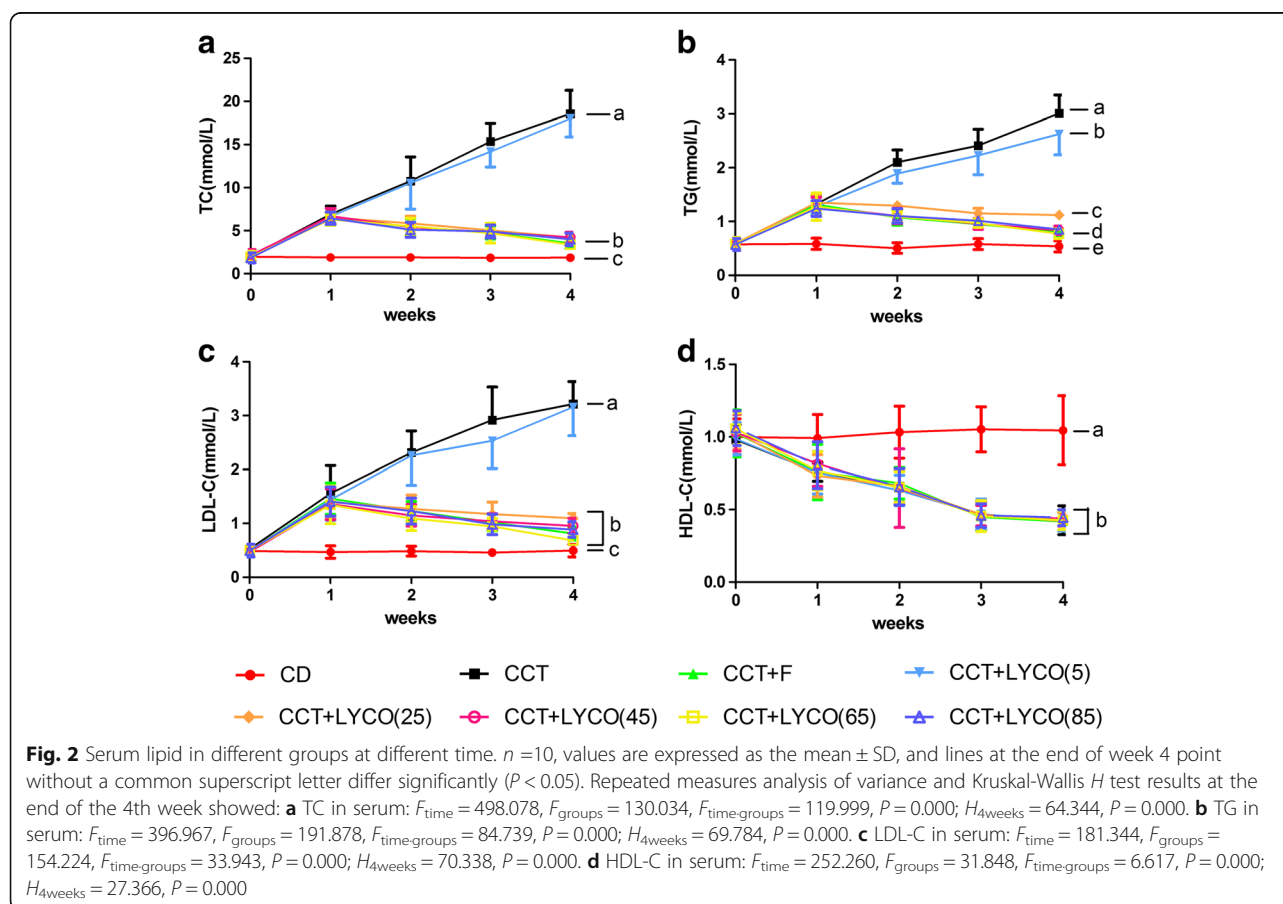 a
b
TC(mmol/L)
25
20
15
10
5
0
0 1 2 3 4
weeks
a
b
c
TG(mmol/L)
4
3
2
1
0
0 1 2 3 4
weeks
a
b
c
d
e
c
d
LDL-C(mmol/L)
4
3
2
1
0
0 1 2 3 4
weeks
a
b
c
HDL-C(mmol/L)
1.5
1.0
0.5
0.0
0 1 2 3 4
weeks
a
b
CD CCT CCT+F CCT+LYCO(5)
CCT+LYCO(25) CCT+LYCO(45) CCT+LYCO(65) CCT+LYCO(85)
Fig. 2 Serum lipid in different groups at different time. n =10, values are expressed as the mean ± SD, and lines at the end of week 4 point
without a common superscript letter differ significantly (P < 0.05). Repeated measures analysis of variance and Kruskal-Wallis H test results at the
end of the 4th week showed: a TC in serum: Ftime = 498.078, Fgroups = 130.034, Ftime·groups = 119.999, P = 0.000; H4weeks = 64.344, P = 0.000. b TG in
serum: Ftime = 396.967, Fgroups = 191.878, Ftime·groups = 84.739, P = 0.000; H4weeks = 69.784, P = 0.000. c LDL-C in serum: Ftime = 181.344, Fgroups =
154.224, Ftime·groups = 33.943, P = 0.000; H4weeks = 70.338, P = 0.000. d HDL-C in serum: Ftime = 252.260, Fgroups = 31.848, Ftime·groups = 6.617, P = 0.000;
H4weeks = 27.366, P = 0.000